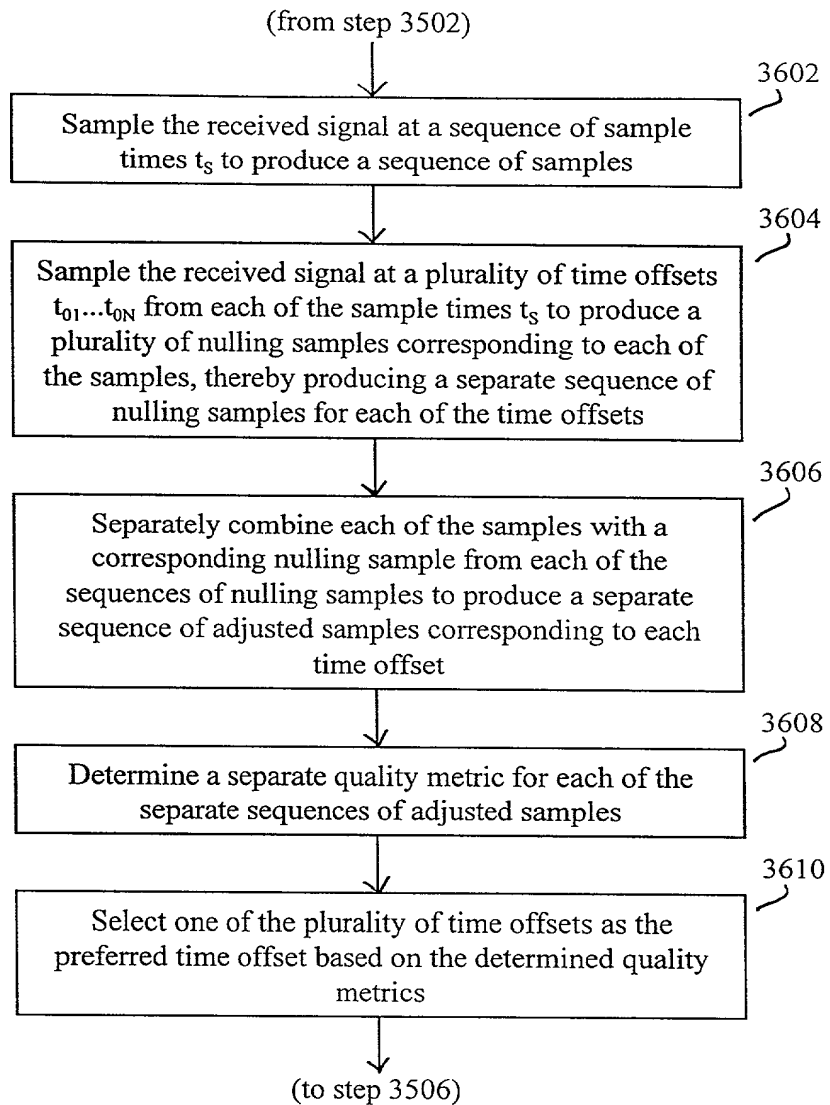 (from step 3502)
3602
Sample the received signal at a sequence of sample
times tS to produce a sequence of samples
3604
Sample the received signal at a plurality of time offsets
t01...t0N from each of the sample times tS to produce a
plurality of nulling samples corresponding to each of
the samples, thereby producing a separate sequence of
nulling samples for each of the time offsets
3606
Separately combine each of the samples with a
corresponding nulling sample from each of the
sequences of nulling samples to produce a separate
sequence of adjusted samples corresponding to each
time offset
3608
Determine a separate quality metric for each of the
separate sequences of adjusted samples
3610
Select one of the plurality of time offsets as the
preferred time offset based on the determined quality
metrics
(to step 3506)